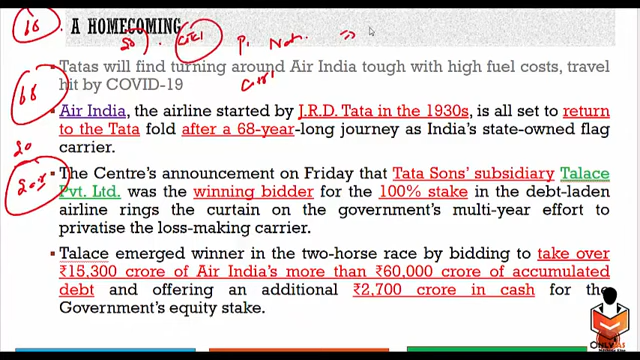 68 A HOMECOMING
Tatas will find turning around Air India tough with high fuel costs, travel
hit by COVID-19
68
Air India, the airline started by J.R.D. Tata in the 1930s, is all set to return
to the Tata fold after a 68-year-long journey as India's state-owned flag
carrier.
The Centre's announcement on Friday that Tata Sons' subsidiary Talace
Pvt. Ltd. was the winning bidder for the 100% stake in the debt-laden
airline rings the curtain on the government's multi-year effort to
privatise the loss-making carrier.
Talace emerged winner in the two-horse race by bidding to take over
₹15,300 crore of Air India's more than ₹60,000 crore of accumulated
debt and offering an additional ₹2,700 crore in cash for the
Government's equity stake.
ONLYIAS